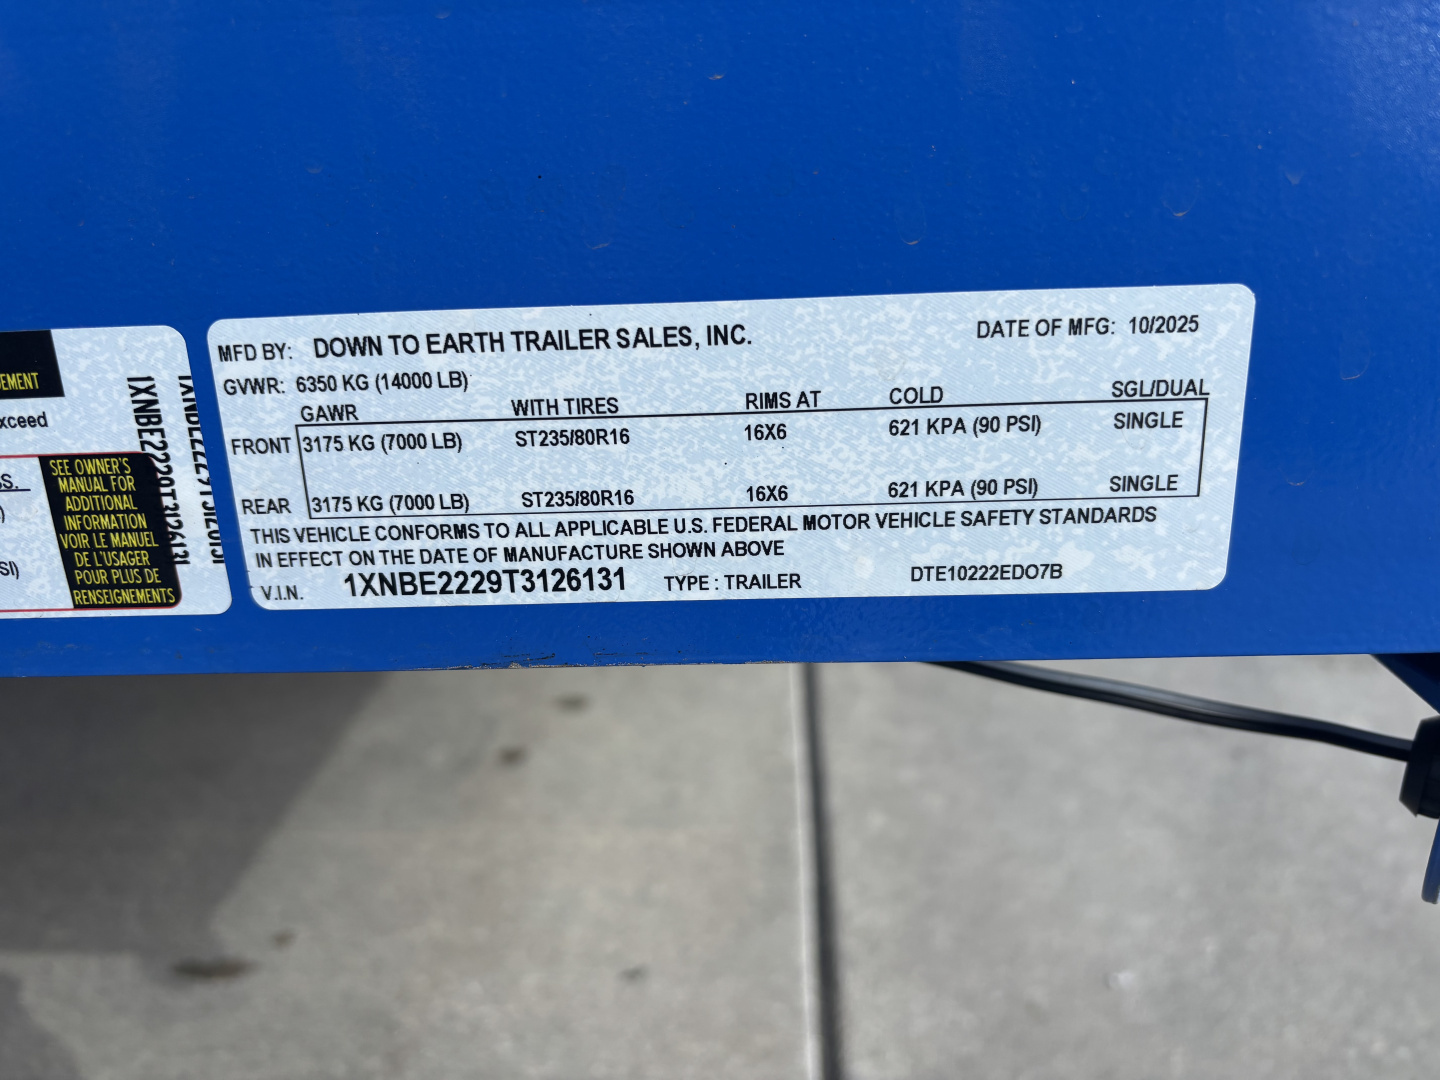 EMENT
xceed
SS.
)
SI)
SEE OWNER'S
MANUAL FOR
ADDITIONAL
INFORMATION
VOIR LE MANUEL
DE L'USAGER
POUR PLUS DE
RENSEIGNEMENTS
1XNBE2229T3126131
1XNBE2229T3126131
MFD BY: DOWN TO EARTH TRAILER SALES, INC. DATE OF MFG: 10/2025
GVWR: 6350 KG (14000 LB)
GAWR WITH TIRES RIMS AT COLD SGL/DUAL
FRONT 3175 KG (7000 LB) ST235/80R16 16X6 621 KPA (90 PSI) SINGLE
REAR 3175 KG (7000 LB) ST235/80R16 16X6 621 KPA (90 PSI) SINGLE
THIS VEHICLE CONFORMS TO ALL APPLICABLE U.S. FEDERAL MOTOR VEHICLE SAFETY STANDARDS
IN EFFECT ON THE DATE OF MANUFACTURE SHOWN ABOVE
V.I.N. 1XNBE2229T3126131 TYPE : TRAILER DTE10222EDO7B